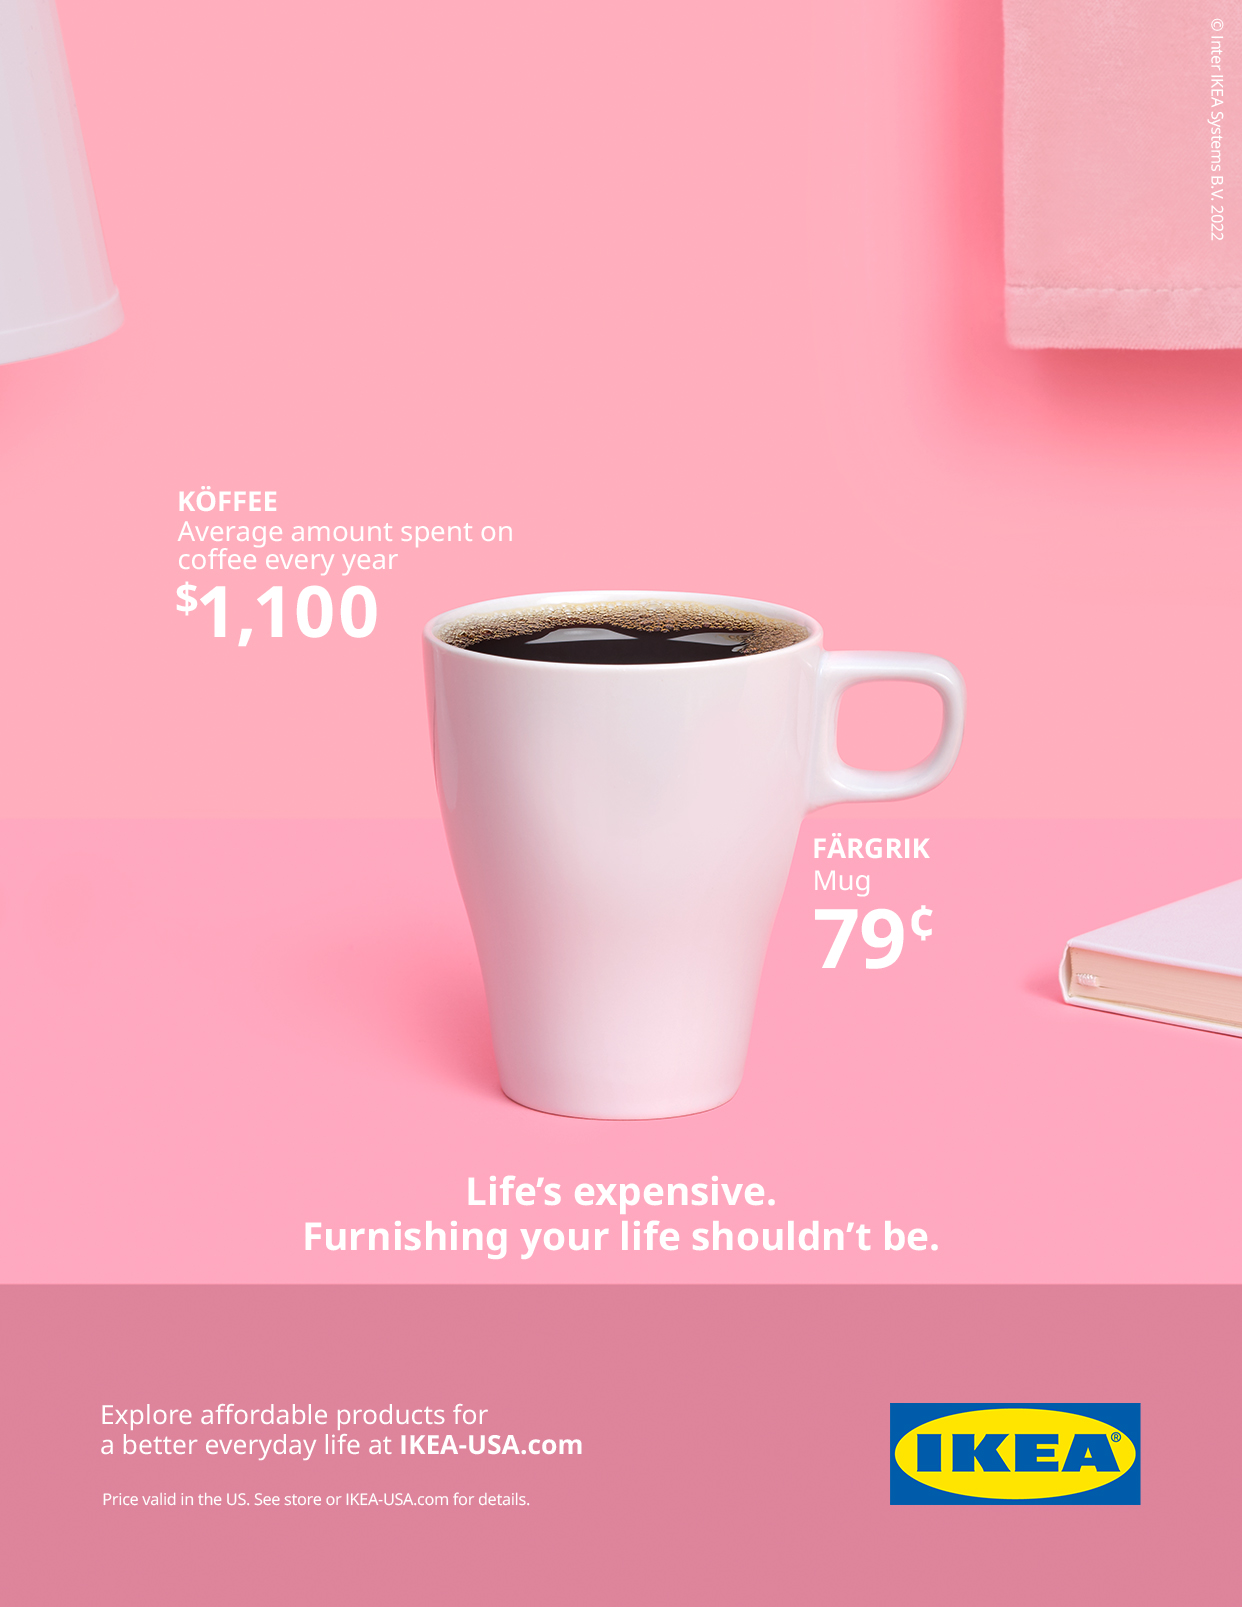 © Inter IKEA Systems B.V. 2022
KÖFFEE
Average amount spent on
coffee every year
$1,100
FÄRGRIK
Mug
79¢
Life’s expensive.
Furnishing your life shouldn’t be.
Explore affordable products for
a better everyday life at IKEA-USA.com
Price valid in the US. See store or IKEA-USA.com for details.
IKEA®